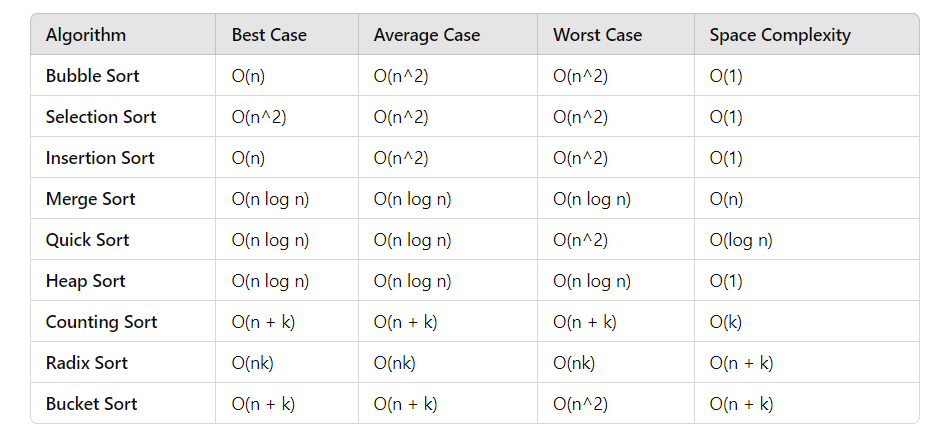 Algorithm Best Case Average Case Worst Case Space Complexity
Bubble Sort O(n) O(n^2) O(n^2) O(1)
Selection Sort O(n^2) O(n^2) O(n^2) O(1)
Insertion Sort O(n) O(n^2) O(n^2) O(1)
Merge Sort O(n log n) O(n log n) O(n log n) O(n)
Quick Sort O(n log n) O(n log n) O(n^2) O(log n)
Heap Sort O(n log n) O(n log n) O(n log n) O(1)
Counting Sort O(n + k) O(n + k) O(n + k) O(k)
Radix Sort O(nk) O(nk) O(nk) O(n + k)
Bucket Sort O(n + k) O(n + k) O(n^2) O(n + k)